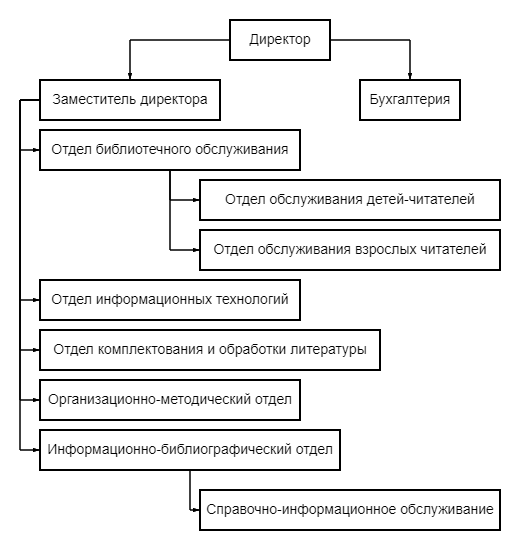 Директор
Заместитель директора
Бухгалтерия
Отдел библиотечного обслуживания
Отдел обслуживания детей-читателей
Отдел обслуживания взрослых читателей
Отдел информационных технологий
Отдел комплектования и обработки литературы
Организационно-методический отдел
Информационно-библиографический отдел
Справочно-информационное обслуживание